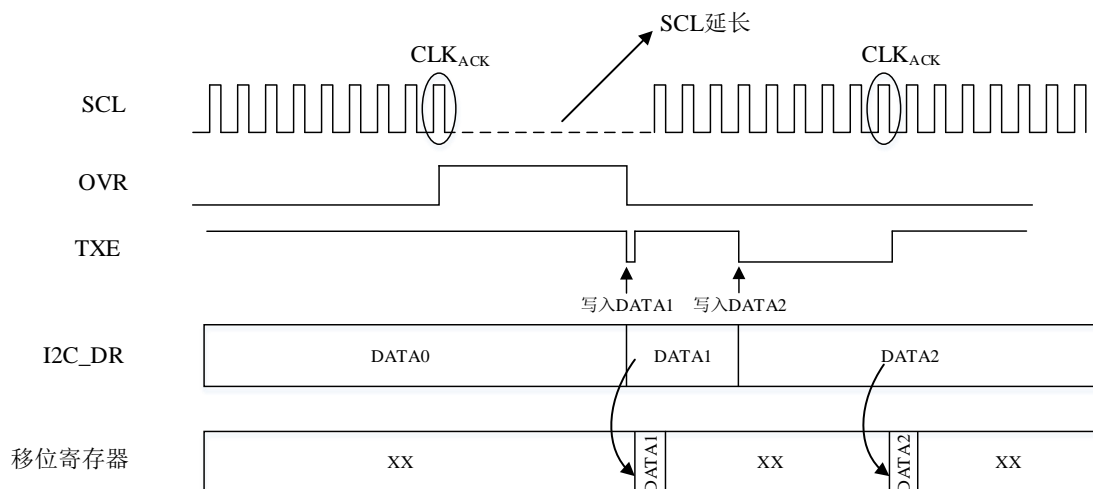 SCL延长
CLKACK
CLKACK
SCL
OVR
TXE
写入DATA1
写入DATA2
I2C_DR
DATA0
DATA1
DATA2
移位寄存器
XX
DATA1
XX
DATA2
XX